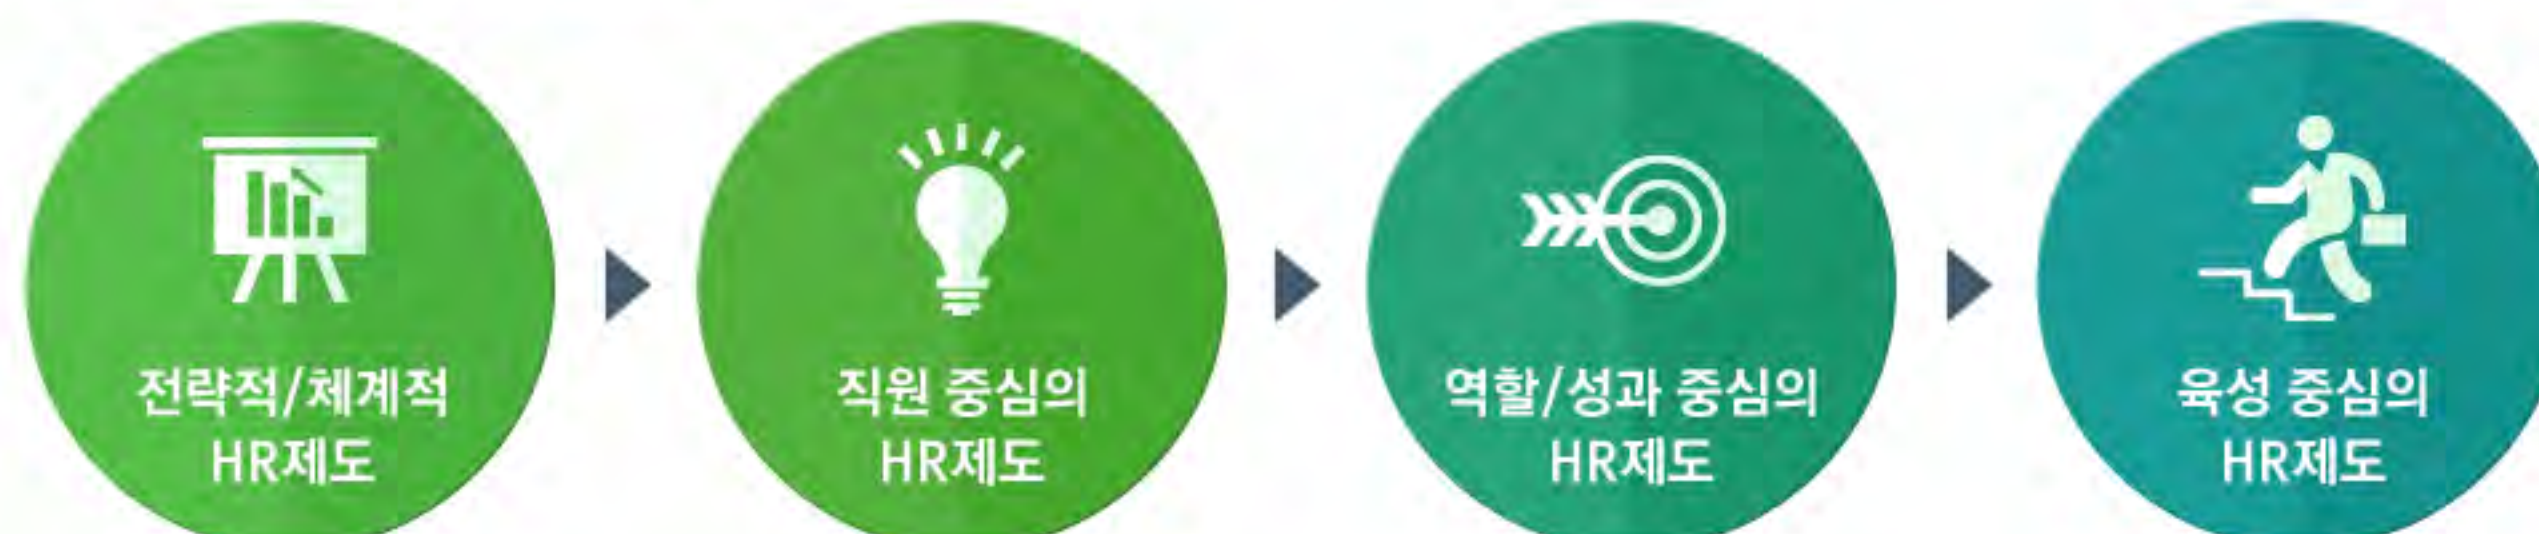 전략적/체계적
HR제도
직원 중심의
HR제도
역할/성과 중심의
HR제도
육성 중심의
HR제도